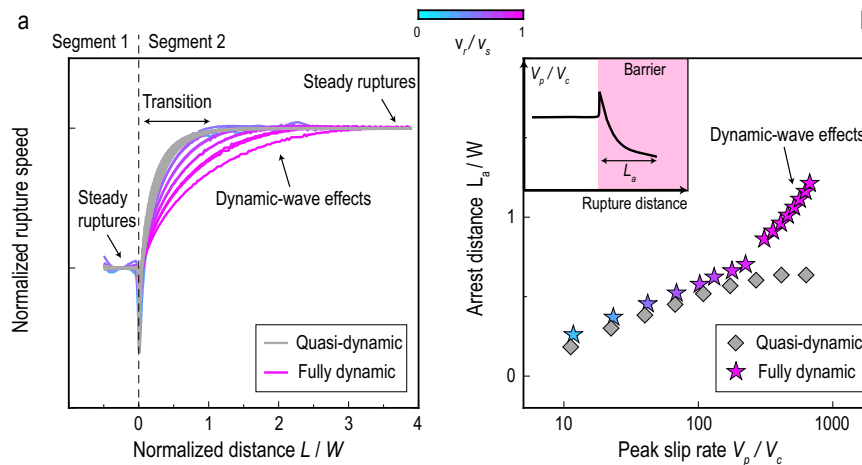 a
0
1
v_r / v_s
Segment 1
Segment 2
Steady ruptures
Transition
Steady
ruptures
Dynamic-wave effects
Quasi-dynamic
Fully dynamic
Normalized rupture speed
-1
0
1
2
3
4
Normalized distance L / W
V_p / V_c
Barrier
L_a
Rupture distance
Dynamic-wave
effects
Quasi-dynamic
Fully dynamic
Arrest distance L_a / W
1
0
10
100
1000
Peak slip rate V_p / V_c